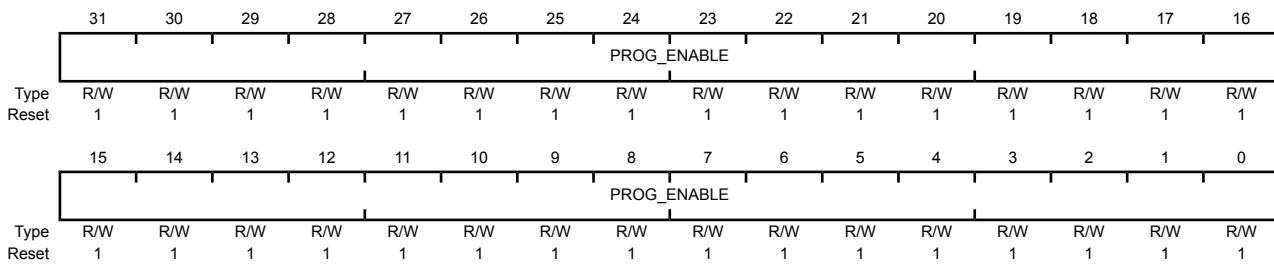 31 30 29 28 27 26 25 24 23 22 21 20 19 18 17 16
PROG_ENABLE
Type R/W R/W R/W R/W R/W R/W R/W R/W R/W R/W R/W R/W R/W R/W R/W R/W
Reset 1 1 1 1 1 1 1 1 1 1 1 1 1 1 1 1
15 14 13 12 11 10 9 8 7 6 5 4 3 2 1 0
PROG_ENABLE
Type R/W R/W R/W R/W R/W R/W R/W R/W R/W R/W R/W R/W R/W R/W R/W R/W
Reset 1 1 1 1 1 1 1 1 1 1 1 1 1 1 1 1